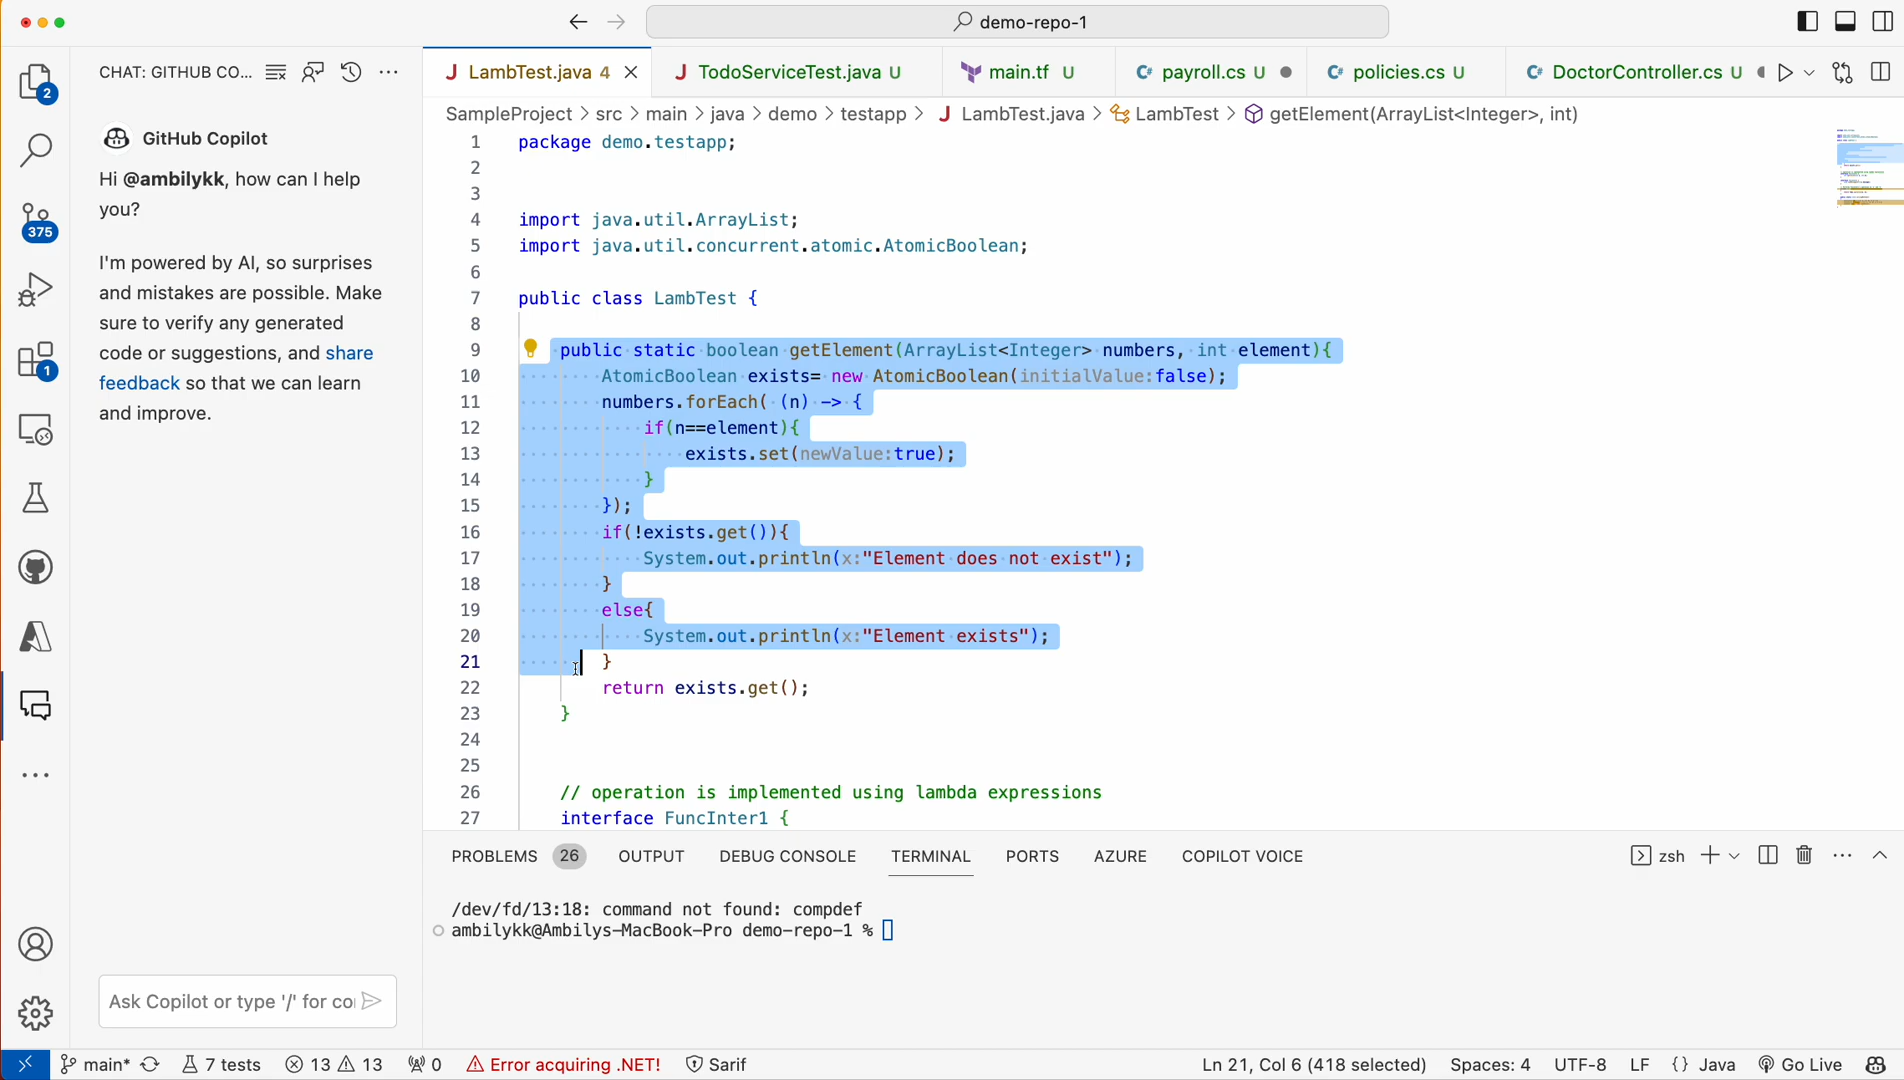 demo-repo-1
2
375
1
CHAT: GITHUB CO...
GitHub Copilot
Hi @ambilykk, how can I help
you?
I'm powered by AI, so surprises
and mistakes are possible. Make
sure to verify any generated
code or suggestions, and share
feedback so that we can learn
and improve.
Ask Copilot or type '/' for co
LambTest.java 4
TodoServiceTest.java U
main.tf U
payroll.cs U
policies.cs U
DoctorController.cs U
SampleProject > src > main > java > demo > testapp > LambTest.java > LambTest > getElement(ArrayList<Integer>, int)
1 package demo.testapp;
2
3
4 import java.util.ArrayList;
5 import java.util.concurrent.atomic.AtomicBoolean;
6
7 public class LambTest {
8
9 public static boolean getElement(ArrayList<Integer> numbers, int element){
10 AtomicBoolean exists= new AtomicBoolean(initialValue:false);
11 numbers.forEach( (n) -> {
12 if(n==element){
13 exists.set(newValue:true);
14 }
15 });
16 if(!exists.get()){
17 System.out.println(x:"Element does not exist");
18 }
19 else{
20 System.out.println(x:"Element exists");
21 }
22 return exists.get();
23 }
24
25
26 // operation is implemented using lambda expressions
27 interface FuncInter1 {
PROBLEMS 26 OUTPUT DEBUG CONSOLE TERMINAL PORTS AZURE COPILOT VOICE
zsh
/dev/fd/13:18: command not found: compdef
ambilykk@Ambilys-MacBook-Pro demo-repo-1 %
main* 7 tests 13 13 0 Error acquiring .NET! Sarif Ln 21, Col 6 (418 selected) Spaces: 4 UTF-8 LF {} Java Go Live